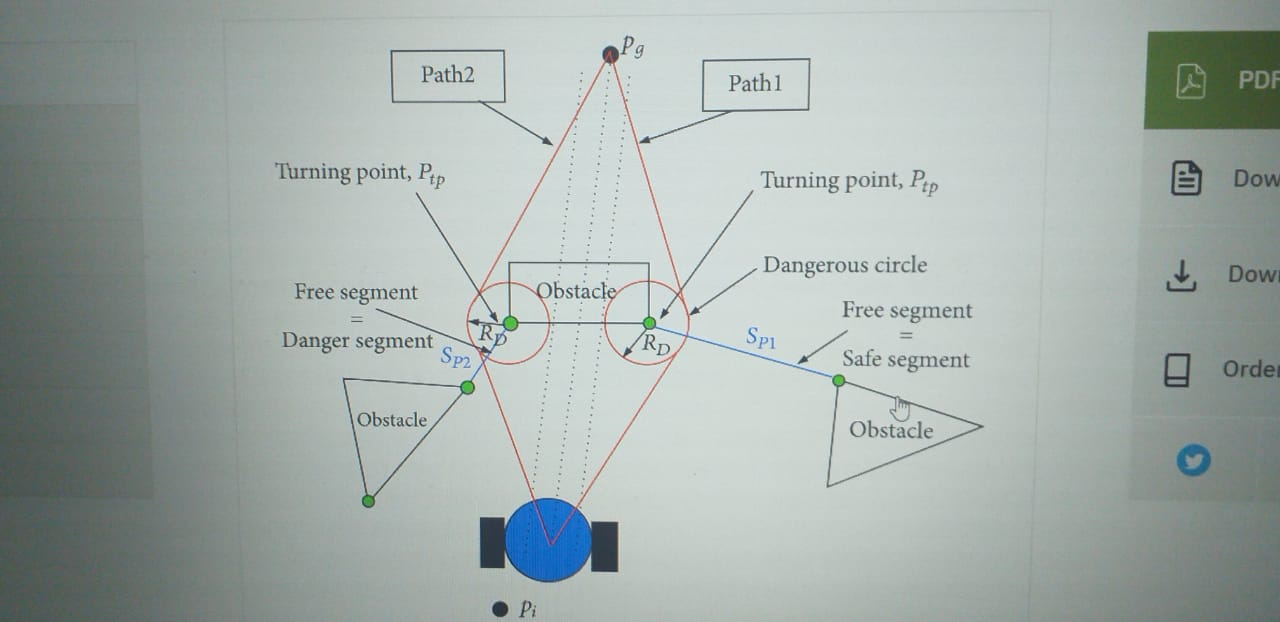 Pg
Path2
Path1
Turning point, Ptp
Turning point, Ptp
Dangerous circle
Free segment
=
Danger segment
Obstacle
Free segment
=
Safe segment
RD
RD
SP1
SP2
Obstacle
Obstacle
Pi
PDF
Dow
Dow
Order